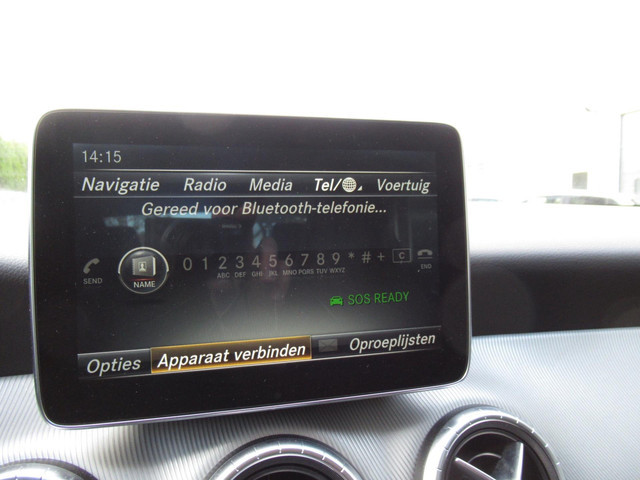 14:15
Navigatie Radio Media Tel/ Voertuig
Gereed voor Bluetooth-telefonie...
SEND NAME 0 1 2 3 4 5 6 7 8 9 * # + C END
ABC DEF GHI JKL MNO PQRS TUV WXYZ
SOS READY
Opties Apparaat verbinden Oproeplijsten